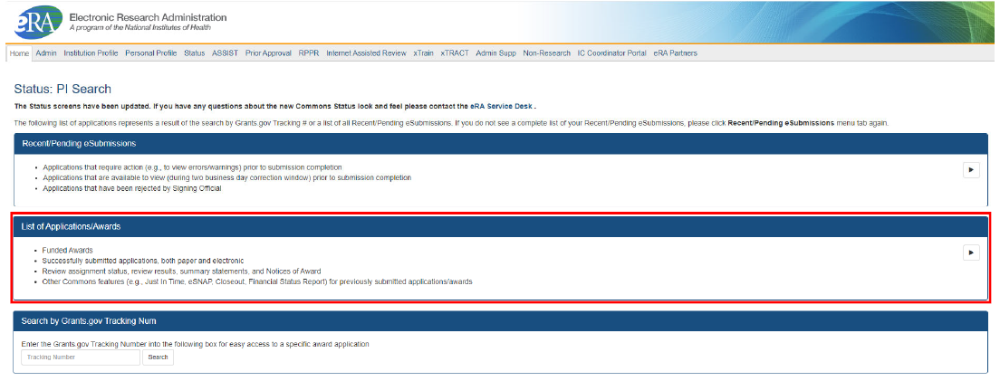 eRA
Electronic Research Administration
A program of the National Institutes of Health
Home Admin Institution Profile Personal Profile Status ASSIST Prior Approval RPPR Internet Assisted Review xTrain xTRACT Admin Supp Non-Research IC Coordinator Portal eRA Partners
Status: PI Search
The Status screens have been updated. If you have any questions about the new Commons Status look and feel please contact the eRA Service Desk .
The following list of applications represents a result of the search by Grants.gov Tracking # or a list of all Recent/Pending eSubmissions. If you do not see a complete list of your Recent/Pending eSubmissions, please click Recent/Pending eSubmissions menu tab again.
Recent/Pending eSubmissions
• Applications that require action (e.g., to view errors/warnings) prior to submission completion
• Applications that are available to view (during two business day correction window) prior to submission completion
• Applications that have been rejected by Signing Official
List of Applications/Awards
• Funded Awards
• Successfully submitted applications, both paper and electronic
• Review assignment status, review results, summary statements, and Notices of Award
• Other Commons features (e.g., Just In Time, eSNAP, Closeout, Financial Status Report) for previously submitted applications/awards
Search by Grants.gov Tracking Num
Enter the Grants.gov Tracking Number into the following box for easy access to a specific award application
Tracking Number Search